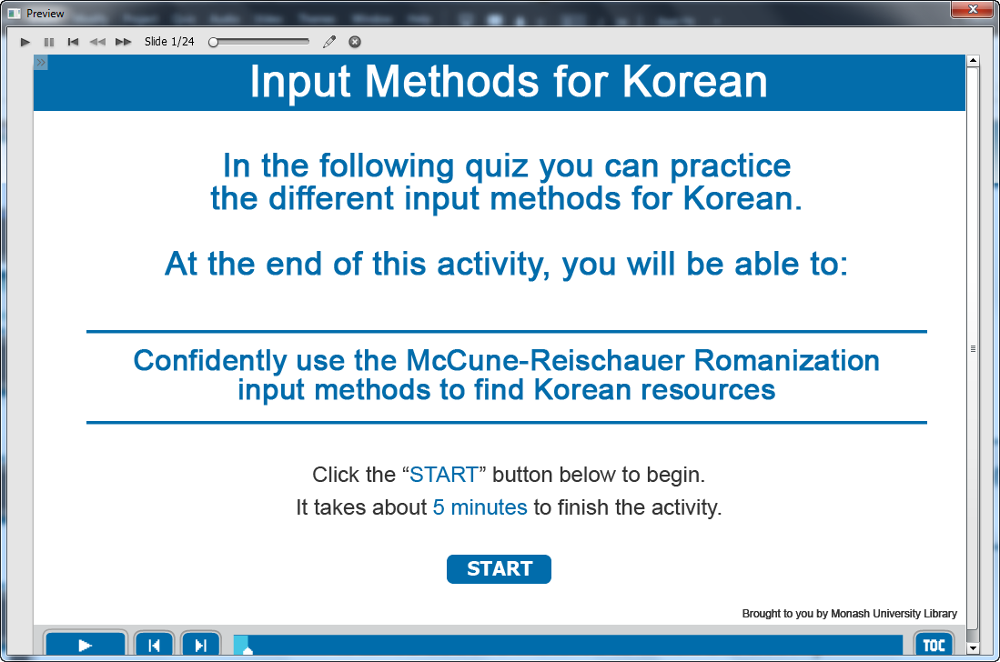 Preview
Slide 1/24
Input Methods for Korean
In the following quiz you can practice
the different input methods for Korean.
At the end of this activity, you will be able to:
Confidently use the McCune-Reischauer Romanization
input methods to find Korean resources
Click the “START” button below to begin.
It takes about 5 minutes to finish the activity.
START
Brought to you by Monash University Library
TOC